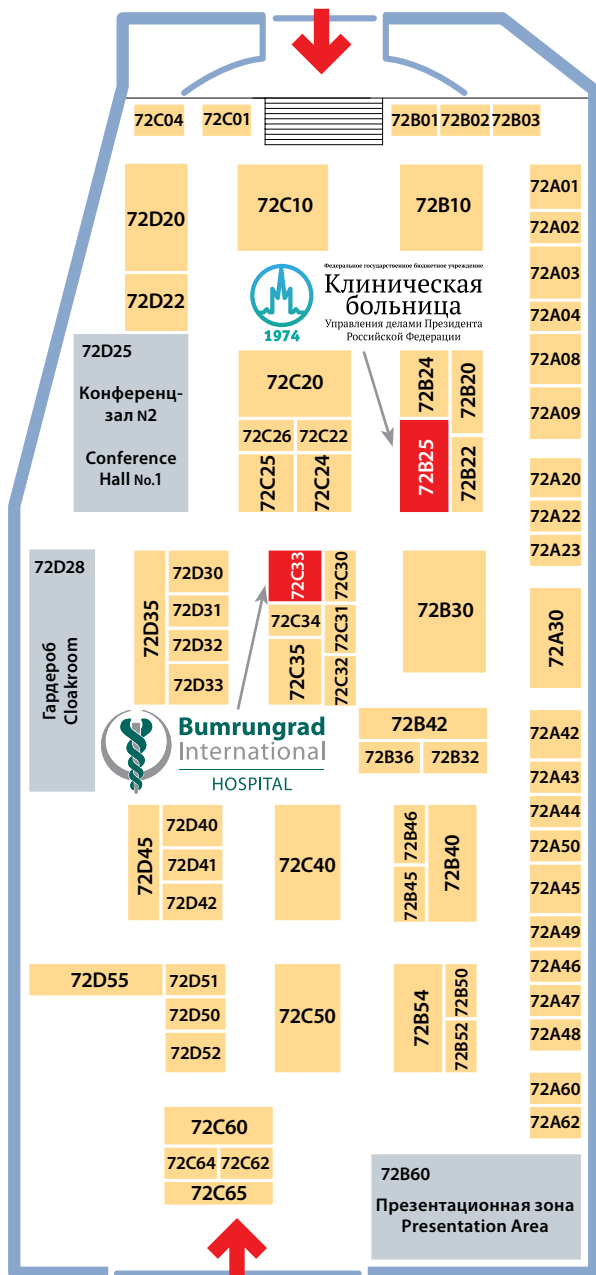 72C04
72C01
72B01
72B02
72B03
72D20
72C10
72B10
72A01
72A02
72A03
72A04
72A08
72A09
72D22
Федеральное государственное бюджетное учреждение
Клиническая
больница
Управления делами Президента
Российской Федерации
1974
72D25
Конференц-
зал N2
Conference
Hall No.1
72C20
72C26
72C22
72C25
72C24
72B24
72B20
72B25
72B22
72A20
72A22
72A23
72D28
Гардероб
Cloakroom
72D35
72D30
72D31
72D32
72D33
72C33
72C30
72C34
72C31
72C35
72C32
72B30
72A30
Bumrungrad
International
HOSPITAL
72B42
72B36
72B32
72A42
72A43
72A44
72A50
72A45
72A49
72A46
72A47
72A48
72D45
72D40
72D41
72D42
72C40
72B46
72B45
72B40
72D55
72D51
72D50
72D52
72C50
72B54
72B50
72B52
72A60
72A62
72C60
72C64
72C62
72C65
72B60
Презентационная зона
Presentation Area